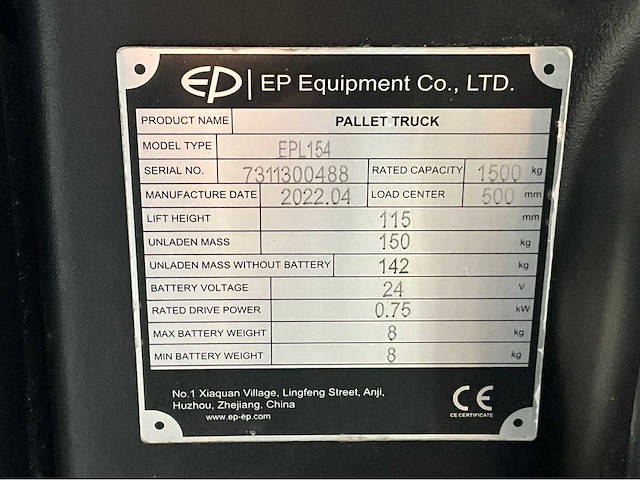 EP | EP Equipment Co., LTD.
PRODUCT NAME PALLET TRUCK
MODEL TYPE EPL154
SERIAL NO. 7311300488 RATED CAPACITY 1500 kg
MANUFACTURE DATE 2022.04 LOAD CENTER 500 mm
LIFT HEIGHT 115 mm
UNLADEN MASS 150 kg
UNLADEN MASS WITHOUT BATTERY 142 kg
BATTERY VOLTAGE 24 V
RATED DRIVE POWER 0.75 kW
MAX BATTERY WEIGHT 8 kg
MIN BATTERY WEIGHT 8 kg
No.1 Xiaquan Village, Lingfeng Street, Anji,
Huzhou, Zhejiang, China
www.ep-ep.com
CE
CE CERTIFICATE